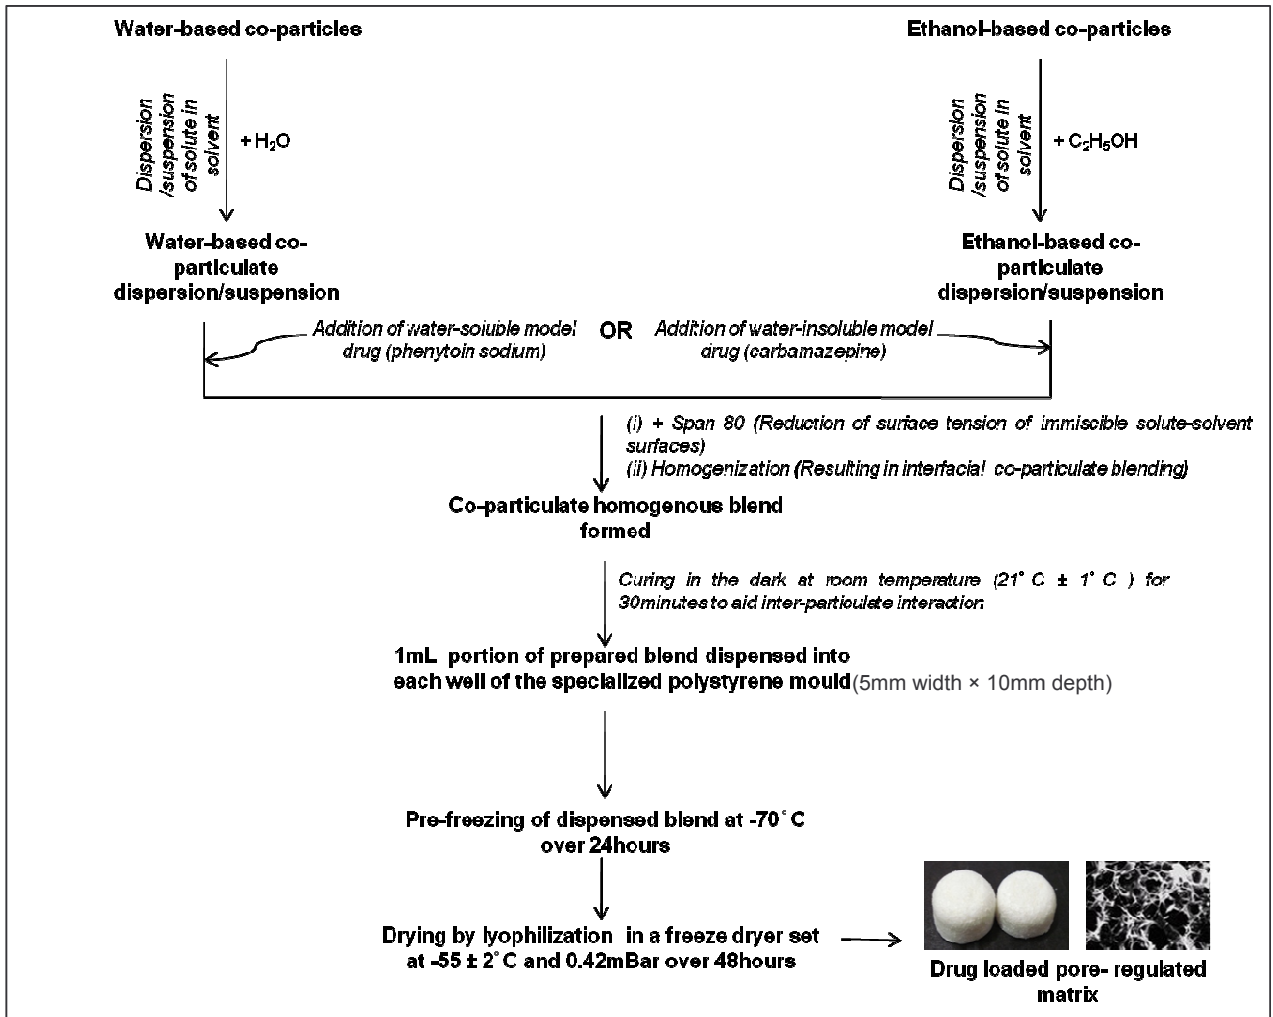 Water-based co-particles
Ethanol-based co-particles
Dispersion
/suspension
of solute in
solvent
+ H₂O
Dispersion
/suspension
of solute in
solvent
+ C₂H₅OH
Water-based co-
particulate
dispersion/suspension
Ethanol-based co-
particulate
dispersion/suspension
Addition of water-soluble model
drug (phenytoin sodium)
OR
Addition of water-insoluble model
drug (carbamazepine)
(i) + Span 80 (Reduction of surface tension of immiscible solute-solvent
surfaces)
(ii) Homogenization (Resulting in interfacial co-particulate blending)
Co-particulate homogenous blend
formed
Curing in the dark at room temperature (21°C ± 1°C ) for
30minutes to aid inter-particulate interaction
1mL portion of prepared blend dispensed into
each well of the specialized polystyrene mould(5mm width × 10mm depth)
Pre-freezing of dispensed blend at -70°C
over 24hours
Drying by lyophilization in a freeze dryer set
at -55 ± 2°C and 0.42mBar over 48hours
Drug loaded pore- regulated
matrix